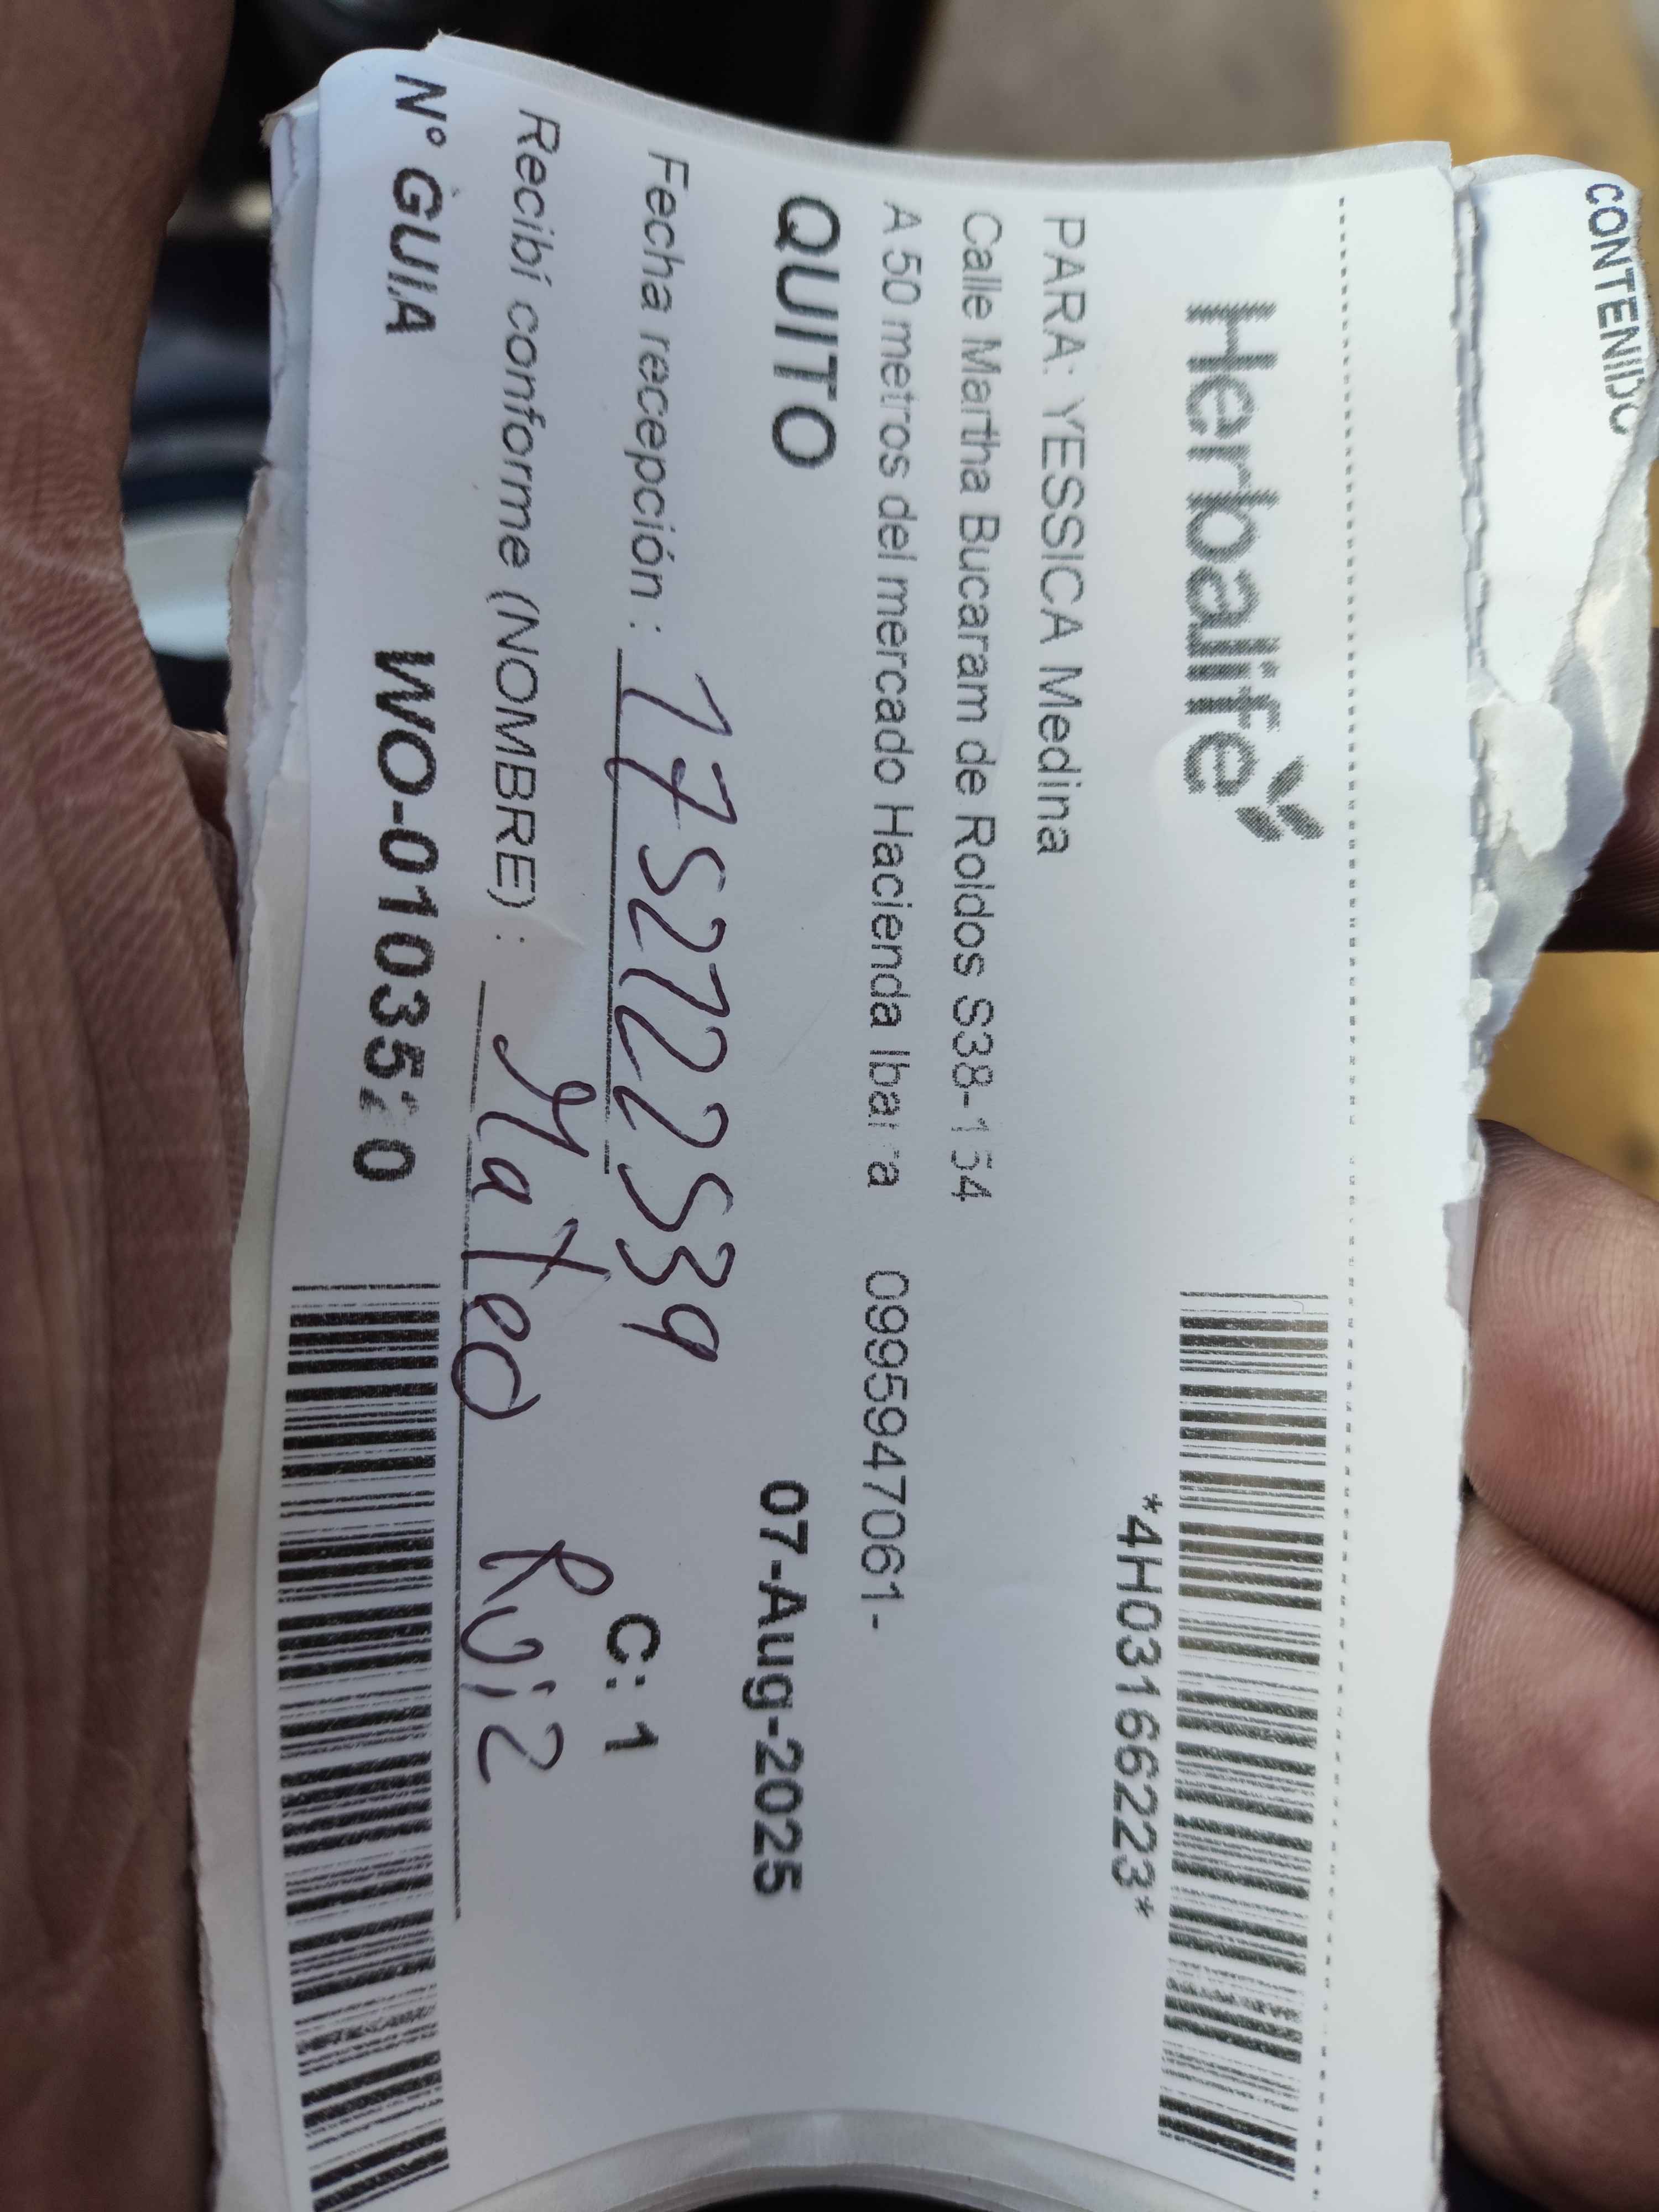 CONTENIDO
Herbalife
*4H03166223*
PARA: YESSICA Medina
Calle Martha Bucaram de Roldos S38-154
A 50 metros del mercado Hacienda 0995947061-
QUITO
07-Aug-2025
Fecha recepción : 1752722539
C: 1
Recibí conforme (NOMBRE) : Mateo Ruiz
N° GUIA